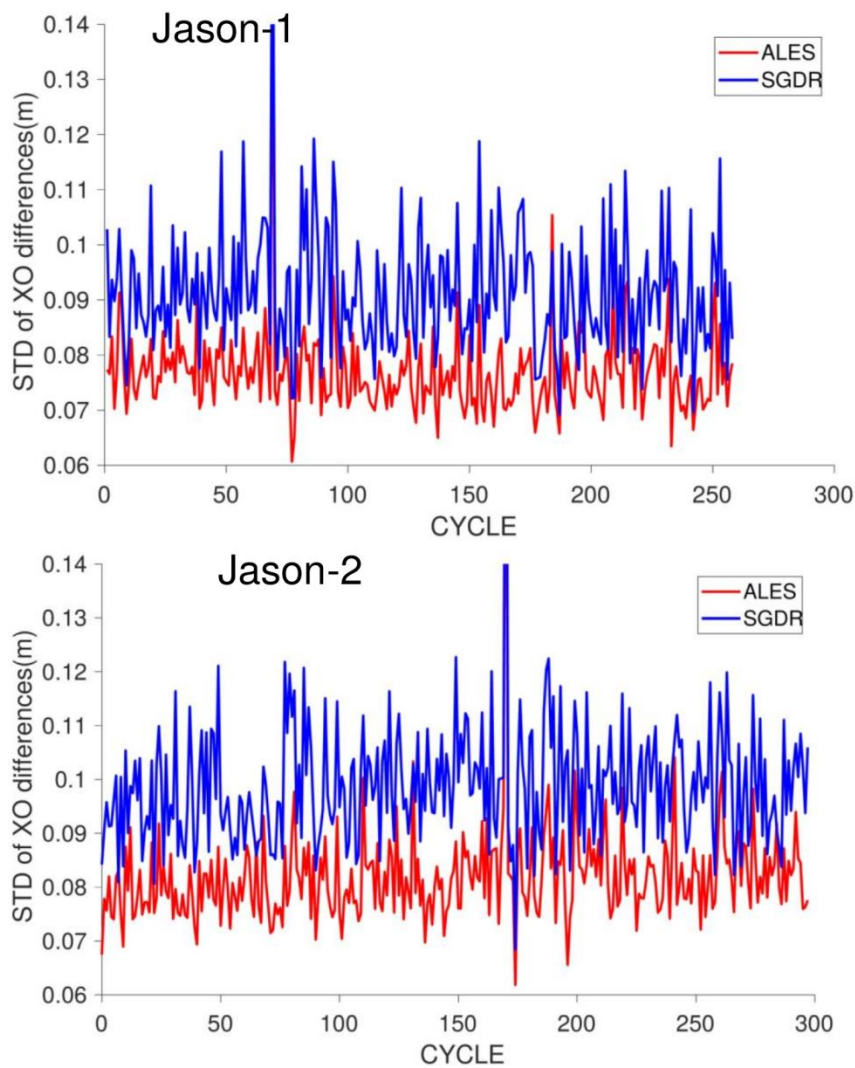 Jason-1
0.14
0.13
0.12
0.11
0.1
0.09
0.08
0.07
0.06
STD of XO differences(m)
ALES
SGDR
0 50 100 150 200 250 300
CYCLE
Jason-2
0.14
0.13
0.12
0.11
0.1
0.09
0.08
0.07
0.06
STD of XO differences(m)
ALES
SGDR
0 50 100 150 200 250 300
CYCLE